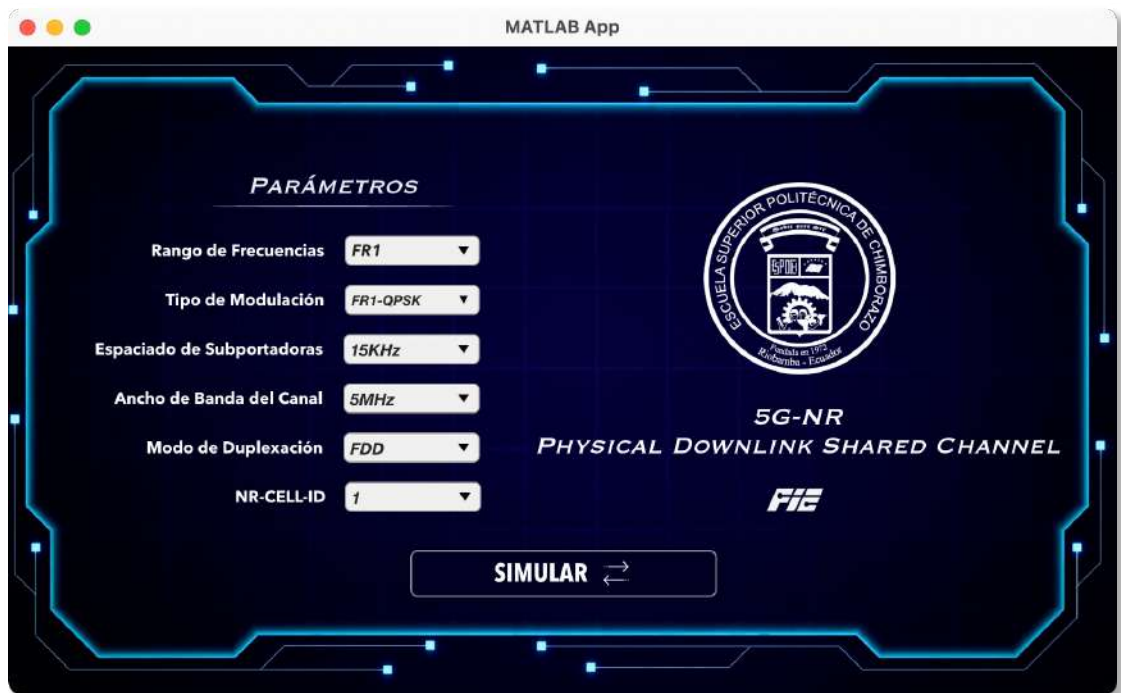 MATLAB App
PARÁMETROS
Rango de Frecuencias FR1
Tipo de Modulación FR1-QPSK
Espaciado de Subportadoras 15KHz
Ancho de Banda del Canal 5MHz
Modo de Duplexación FDD
NR-CELL-ID 1
ESCUELA SUPERIOR POLITÉCNICA DE CHIMBORAZO
ESPOCH
Fundada en 1972
Riobamba - Ecuador
5G-NR
PHYSICAL DOWNLINK SHARED CHANNEL
FIE
SIMULAR